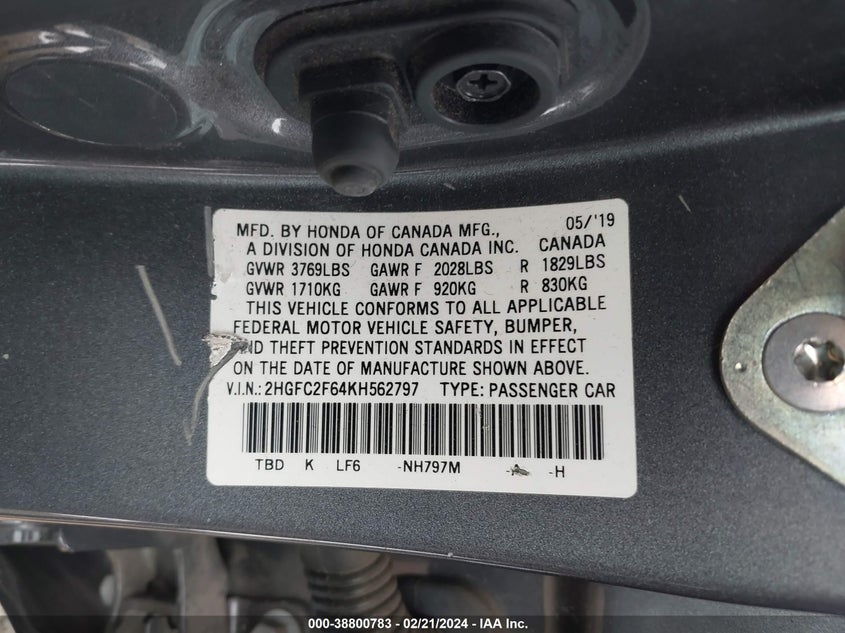 MFD. BY HONDA OF CANADA MFG., 05/'19
A DIVISION OF HONDA CANADA INC. CANADA
GVWR 3769LBS GAWR F 2028LBS R 1829LBS
GVWR 1710KG GAWR F 920KG R 830KG
THIS VEHICLE CONFORMS TO ALL APPLICABLE
FEDERAL MOTOR VEHICLE SAFETY, BUMPER,
AND THEFT PREVENTION STANDARDS IN EFFECT
ON THE DATE OF MANUFACTURE SHOWN ABOVE.
V.I.N.: 2HGFC2F64KH562797 TYPE: PASSENGER CAR
TBD K LF6 -NH797M -A -H
000-38800783 - 02/21/2024 - IAA Inc.